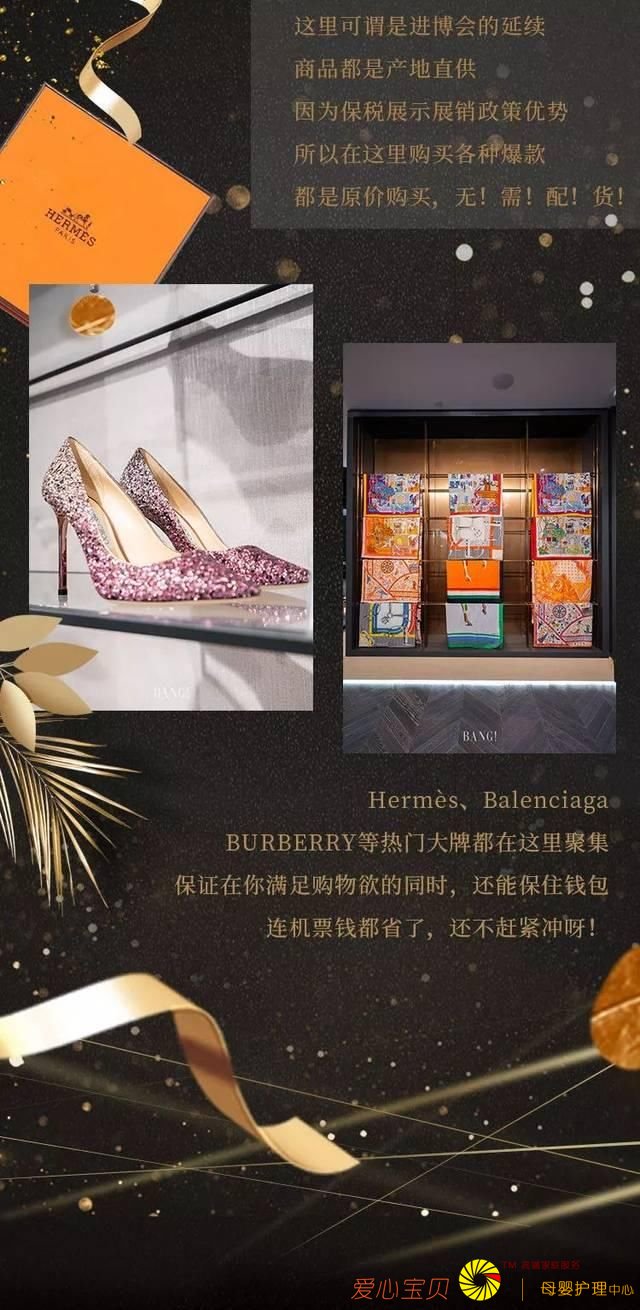 这里可谓是进博会的延续
商品都是产地直供
因为保税展示展销政策优势
所以在这里购买各种爆款
都是原价购买，无！需！配！货！
HERMES
PARIS
BANG!
BANG!
Hermès、Balenciaga
BURBERRY等热门大牌都在这里聚集
保证在你满足购物欲的同时，还能保住钱包
连机票钱都省了，还不赶紧冲呀！
爱心宝贝
TM
母婴护理中心